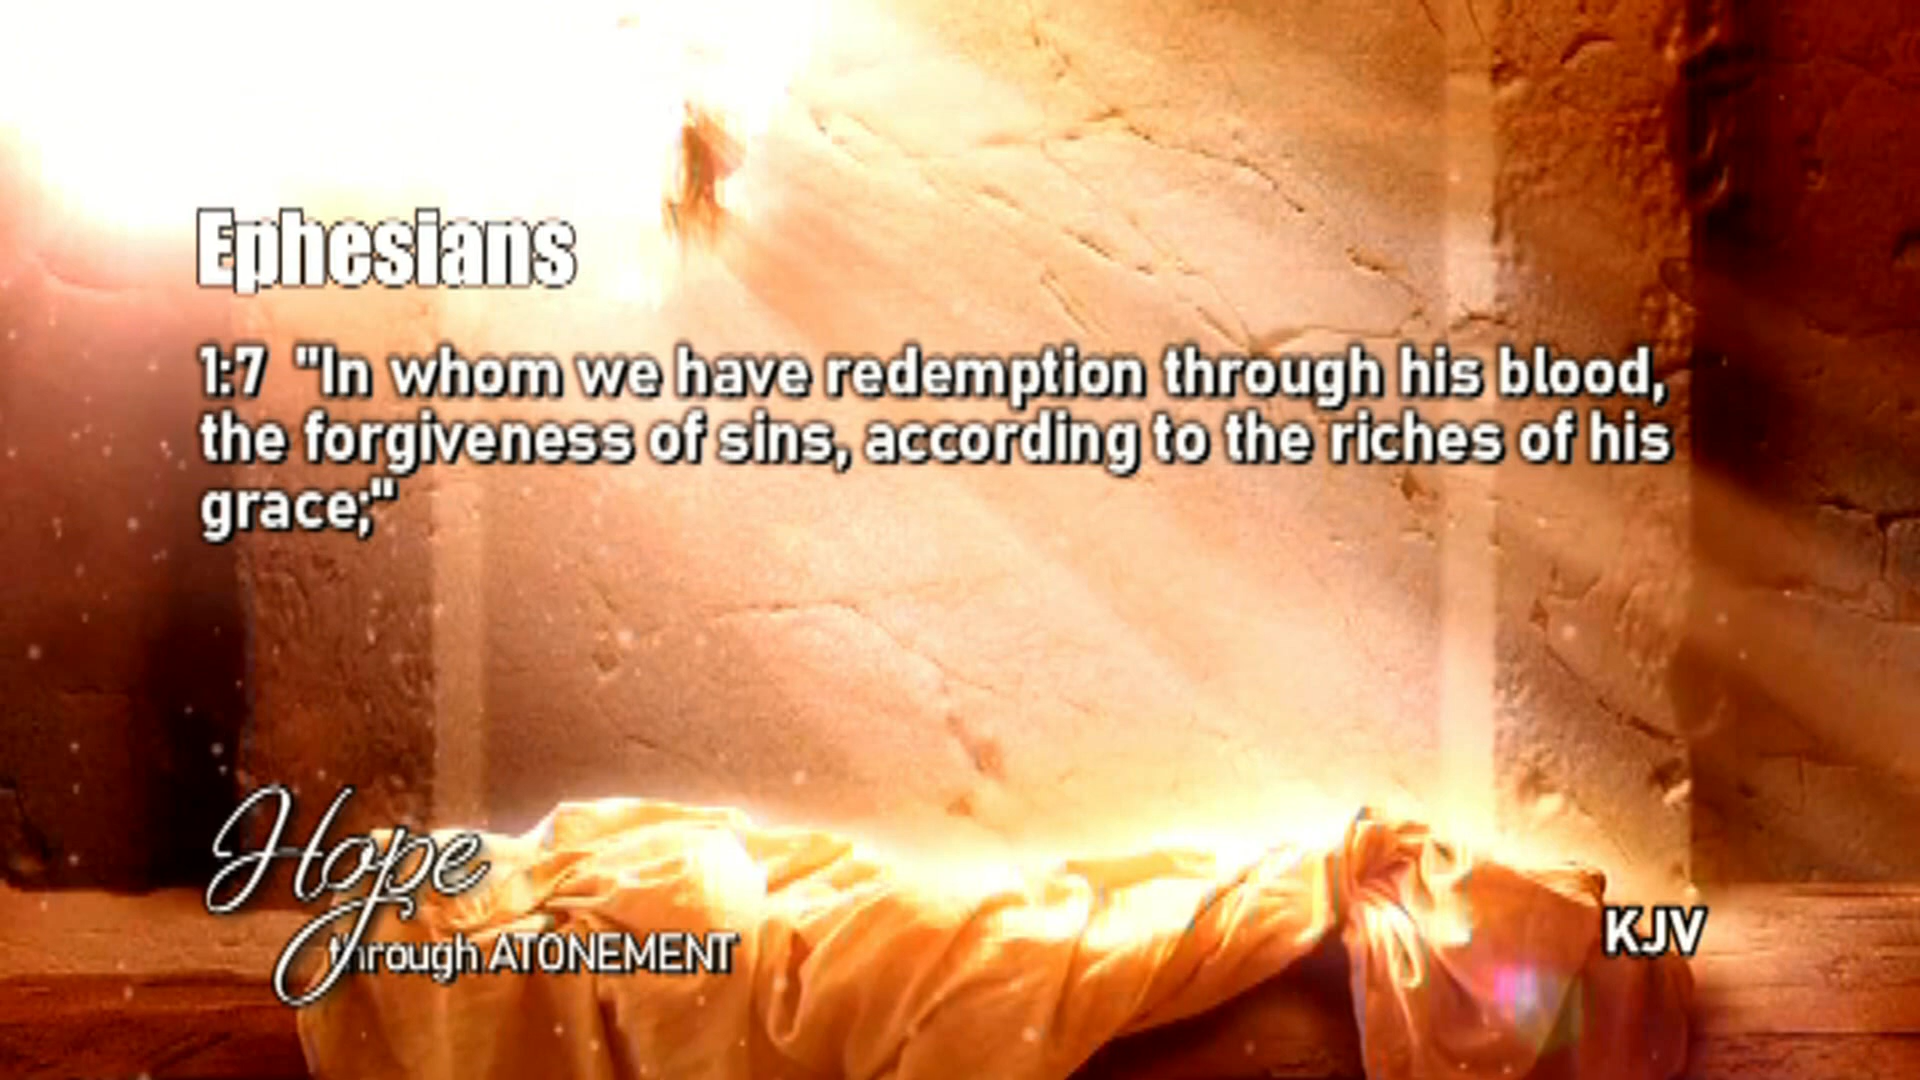 Ephesians
1:7 "In whom we have redemption through his blood,
the forgiveness of sins, according to the riches of his
grace;"
Hope
through ATONEMENT
KJV